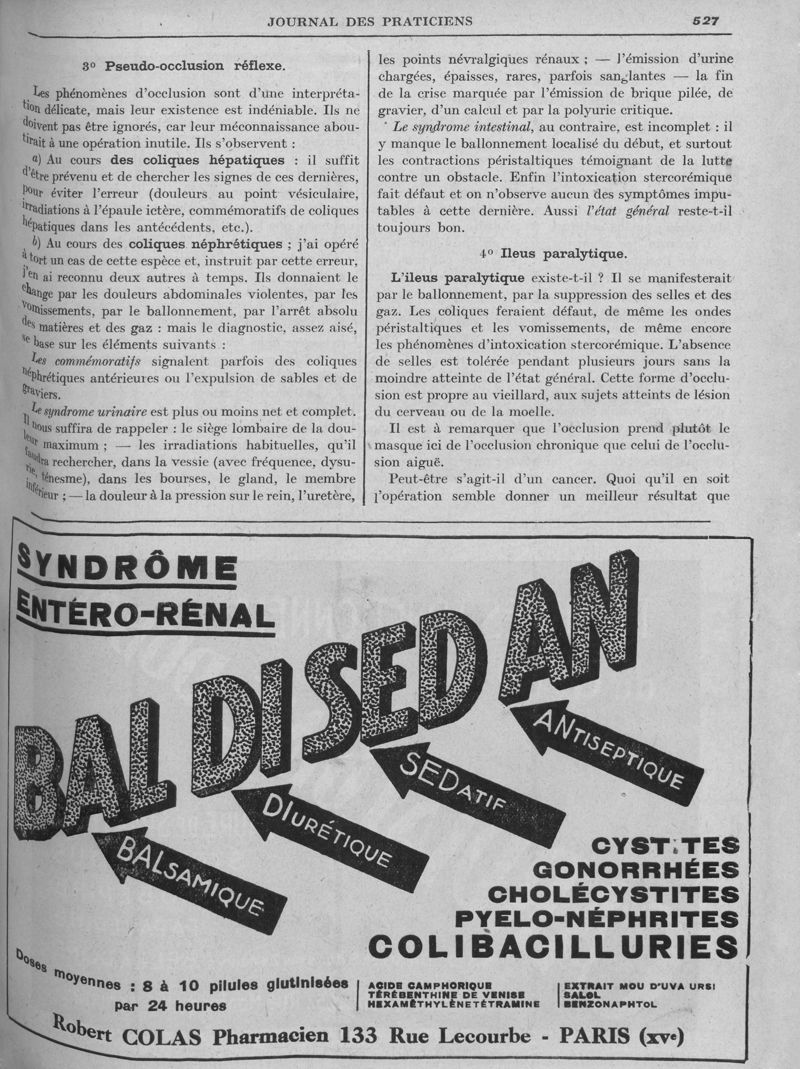 JOURNAL DES PRATICIENS 527
3º Pseudo-occlusion réflexe.
Les phénomènes d'occlusion sont d'une interpréta-
tion délicate, mais leur existence est indéniable. Ils ne
doivent pas être ignorés, car leur méconnaissance abou-
tirait à une opération inutile. Ils s'observent :
a) Au cours des coliques hépatiques : il suffit
d'être prévenu et de chercher les signes de ces dernières,
pour éviter l'erreur (douleurs au point vésiculaire,
irradiations à l'épaule ictère, commémoratifs de coliques
hépatiques dans les antécédents, etc.).
b) Au cours des coliques néphrétiques ; j'ai opéré
à tort un cas de cette espèce et, instruit par cette erreur,
j'en ai reconnu deux autres à temps. Ils donnaient le
change par les douleurs abdominales violentes, par les
vomissements, par le ballonnement, par l'arrêt absolu
des matières et des gaz : mais le diagnostic, assez aisé,
se base sur les éléments suivants :
Les commémoratifs signalent parfois des coliques
néphrétiques antérieures ou l'expulsion de sables et de
graviers.
Le syndrome urinaire est plus ou moins net et complet.
Il nous suffira de rappeler : le siège lombaire de la dou-
leur maximum ; — les irradiations habituelles, qu'il
faudra rechercher, dans la vessie (avec fréquence, dysu-
rie, ténesme), dans les bourses, le gland, le membre
inférieur ; — la douleur à la pression sur le rein, l'uretère,
les points névralgiques rénaux ; — l'émission d'urine
chargées, épaisses, rares, parfois sanglantes — la fin
de la crise marquée par l'émission de brique pilée, de
gravier, d'un calcul et par la polyurie critique.
Le syndrome intestinal, au contraire, est incomplet : il
y manque le ballonnement localisé du début, et surtout
les contractions péristaltiques témoignant de la lutte
contre un obstacle. Enfin l'intoxication stercorémique
fait défaut et on n'observe aucun des symptômes impu-
tables à cette dernière. Aussi l'état général reste-t-il
toujours bon.
4º Ileus paralytique.
L'ileus paralytique existe-t-il ? Il se manifesterait
par le ballonnement, par la suppression des selles et des
gaz. Les coliques feraient défaut, de même les ondes
péristaltiques et les vomissements, de même encore
les phénomènes d'intoxication stercorémique. L'absence
de selles est tolérée pendant plusieurs jours sans la
moindre atteinte de l'état général. Cette forme d'occlu-
sion est propre au vieillard, aux sujets atteints de lésion
du cerveau ou de la moelle.
Il est à remarquer que l'occlusion prend plutôt le
masque ici de l'occlusion chronique que celui de l'occlu-
sion aiguë.
Peut-être s'agit-il d'un cancer. Quoi qu'il en soit
l'opération semble donner un meilleur résultat que
SYNDRÔME
ENTÉRO-RÉNAL
BALDISEDAN
BALSAMIQUE
DIURÉTIQUE
SEDATIF
ANTISEPTIQUE
CYSTITES
GONORRHÉES
CHOLÉCYSTITES
PYELO-NÉPHRITES
COLIBACILLURIES
Doses moyennes : 8 à 10 pilules glutinisées
par 24 heures
ACIDE CAMPHORIQUE
TÉRÉBENTHINE DE VENISE
HEXAMÉTHYLÈNETÉTRAMINE
EXTRAIT MOU D'UVA URSI
SALOL
BENZONAPHTOL
Robert COLAS Pharmacien 133 Rue Lecourbe - PARIS (xve)